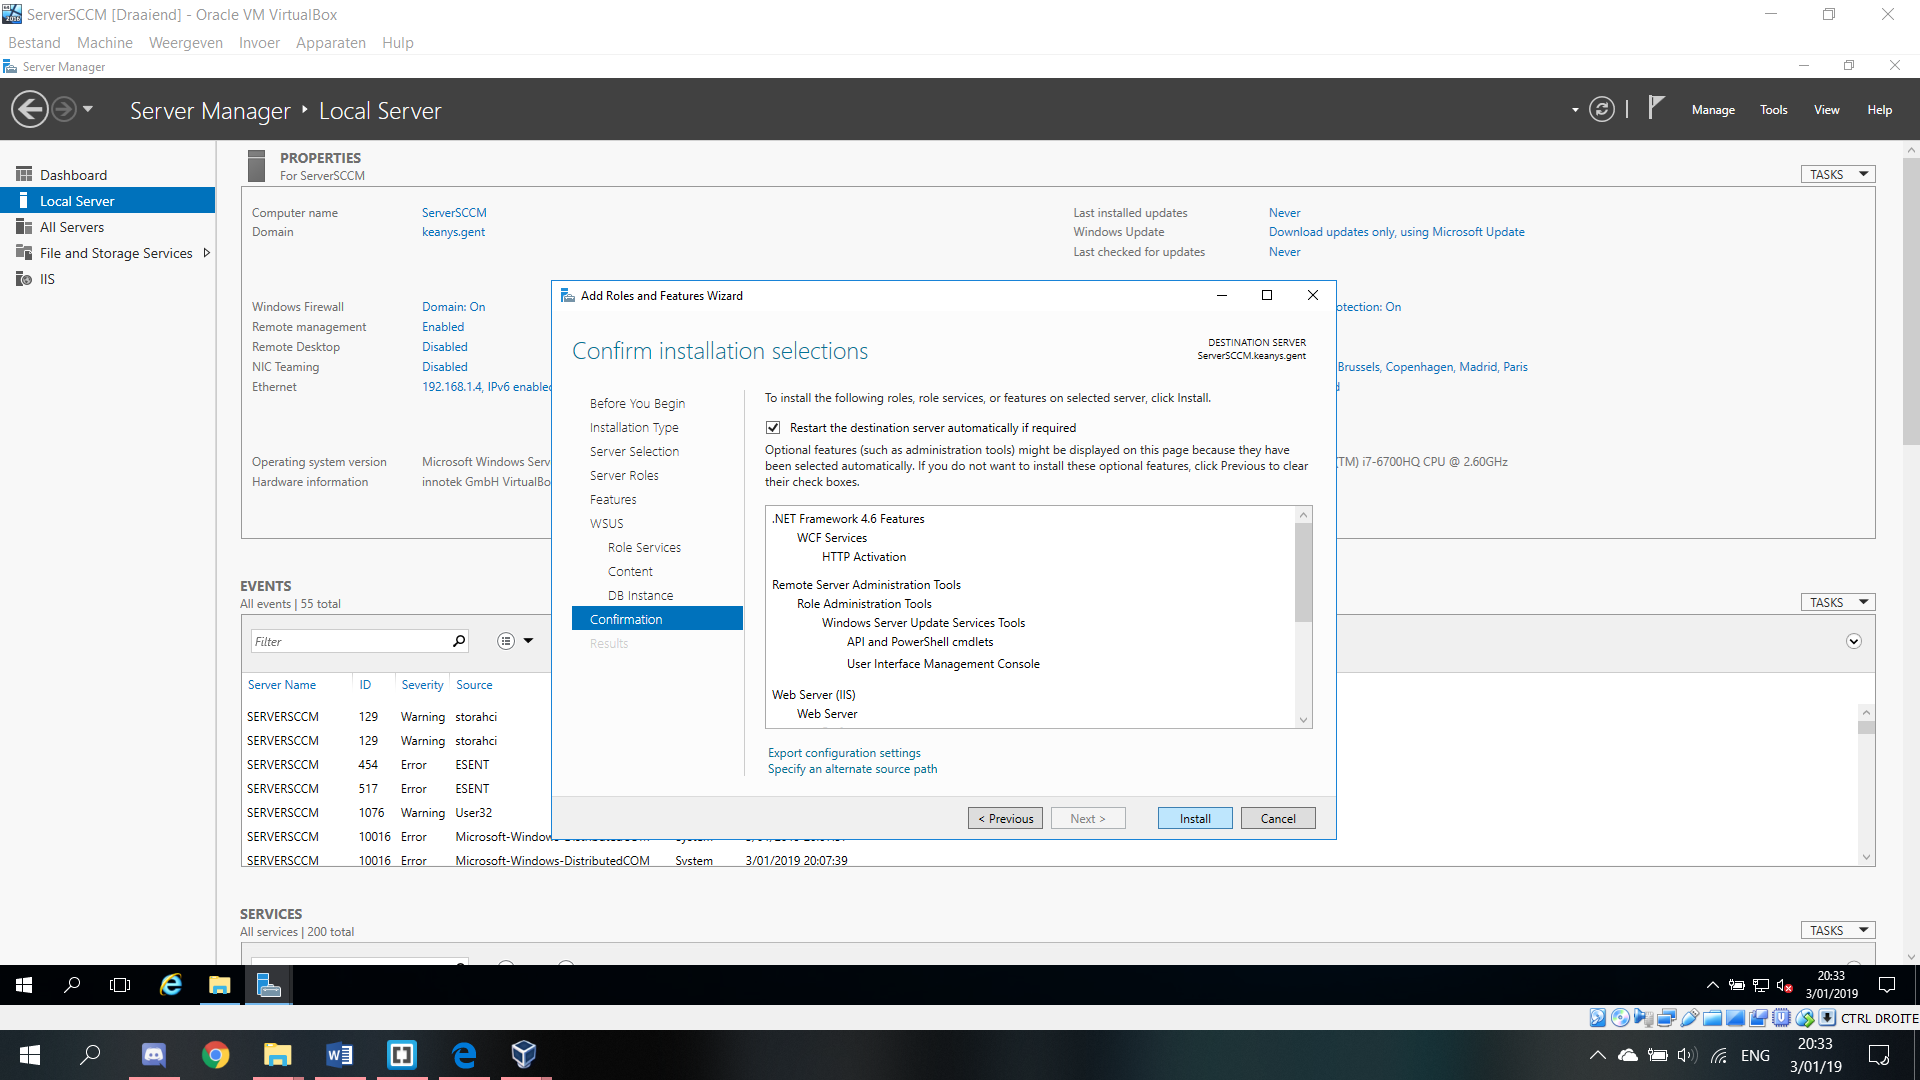 ServerSCCM [Draaiend] - Oracle VM VirtualBox
Bestand Machine Weergeven Invoer Apparaten Hulp
Server Manager
Server Manager Local Server
Manage Tools View Help
Dashboard
Local Server
All Servers
File and Storage Services
IIS
PROPERTIES
For ServerSCCM
TASKS
Computer name ServerSCCM
Domain keanys.gent
Last installed updates Never
Windows Update Download updates only, using Microsoft Update
Last checked for updates Never
Windows Firewall Domain: On
Remote management Enabled
Remote Desktop Disabled
NIC Teaming Disabled
Ethernet 192.168.1.4, IPv6 enabled
otection: On
Brussels, Copenhagen, Madrid, Paris
Operating system version Microsoft Windows Serv
Hardware information innotek GmbH VirtualBo
(TM) i7-6700HQ CPU @ 2.60GHz
Add Roles and Features Wizard
Confirm installation selections
DESTINATION SERVER
ServerSCCM.keanys.gent
Before You Begin
Installation Type
Server Selection
Server Roles
Features
WSUS
Role Services
Content
DB Instance
Confirmation
Results
To install the following roles, role services, or features on selected server, click Install.
Restart the destination server automatically if required
Optional features (such as administration tools) might be displayed on this page because they have
been selected automatically. If you do not want to install these optional features, click Previous to clear
their check boxes.
.NET Framework 4.6 Features
WCF Services
HTTP Activation
Remote Server Administration Tools
Role Administration Tools
Windows Server Update Services Tools
API and PowerShell cmdlets
User Interface Management Console
Web Server (IIS)
Web Server
Export configuration settings
Specify an alternate source path
< Previous Next > Install Cancel
EVENTS
All events | 55 total
TASKS
Filter
Server Name ID Severity Source
SERVERSCCM 129 Warning storahci
SERVERSCCM 129 Warning storahci
SERVERSCCM 454 Error ESENT
SERVERSCCM 517 Error ESENT
SERVERSCCM 1076 Warning User32
SERVERSCCM 10016 Error Microsoft-Windows-DistributedCOM System
SERVERSCCM 10016 Error Microsoft-Windows-DistributedCOM System 3/01/2019 20:07:39
SERVICES
All services | 200 total
TASKS
20:33
3/01/2019
CTRL DROITE
ENG
20:33
3/01/19